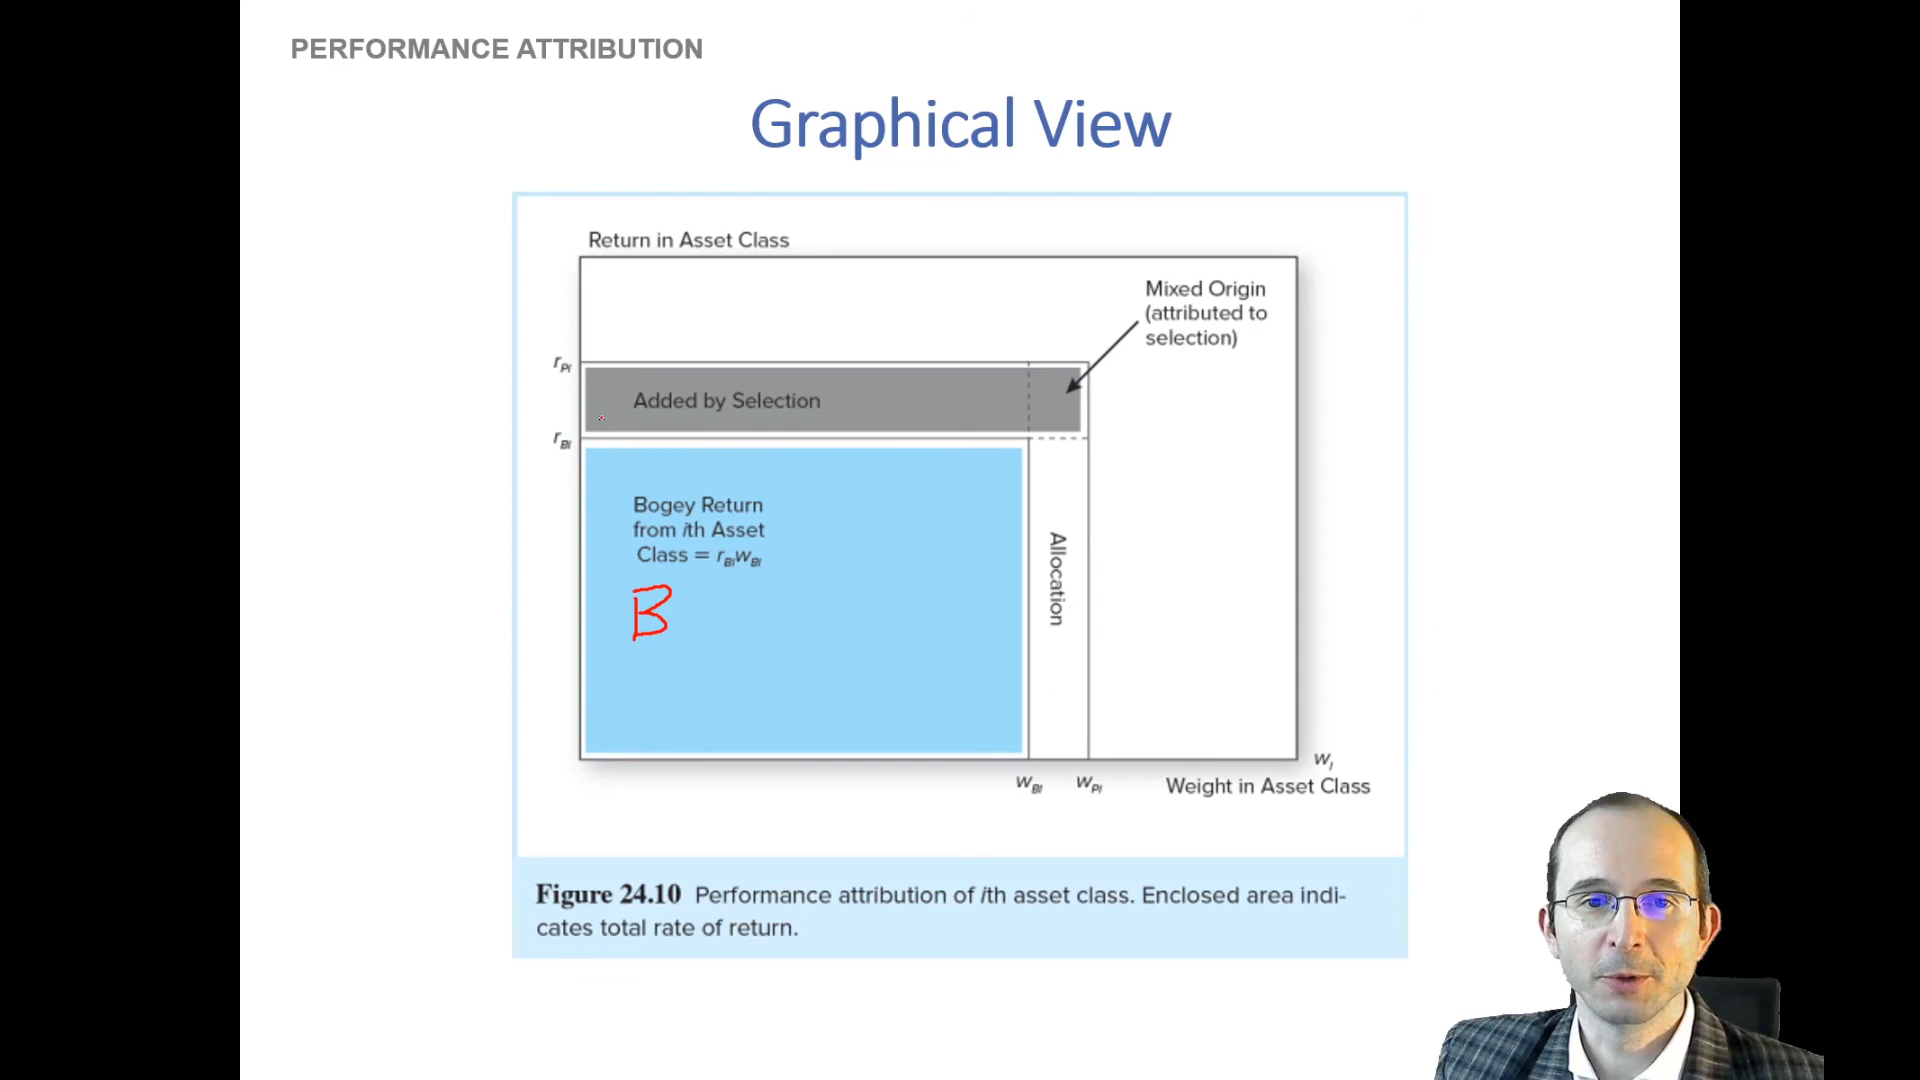 PERFORMANCE ATTRIBUTION
Graphical View
Return in Asset Class
Mixed Origin
(attributed to
selection)
rPi
Added by Selection
rBi
Bogey Return
from ith Asset
Class = rBiwBi
B
Allocation
wBi
wPi
wi
Weight in Asset Class
Figure 24.10 Performance attribution of ith asset class. Enclosed area indi-
cates total rate of return.